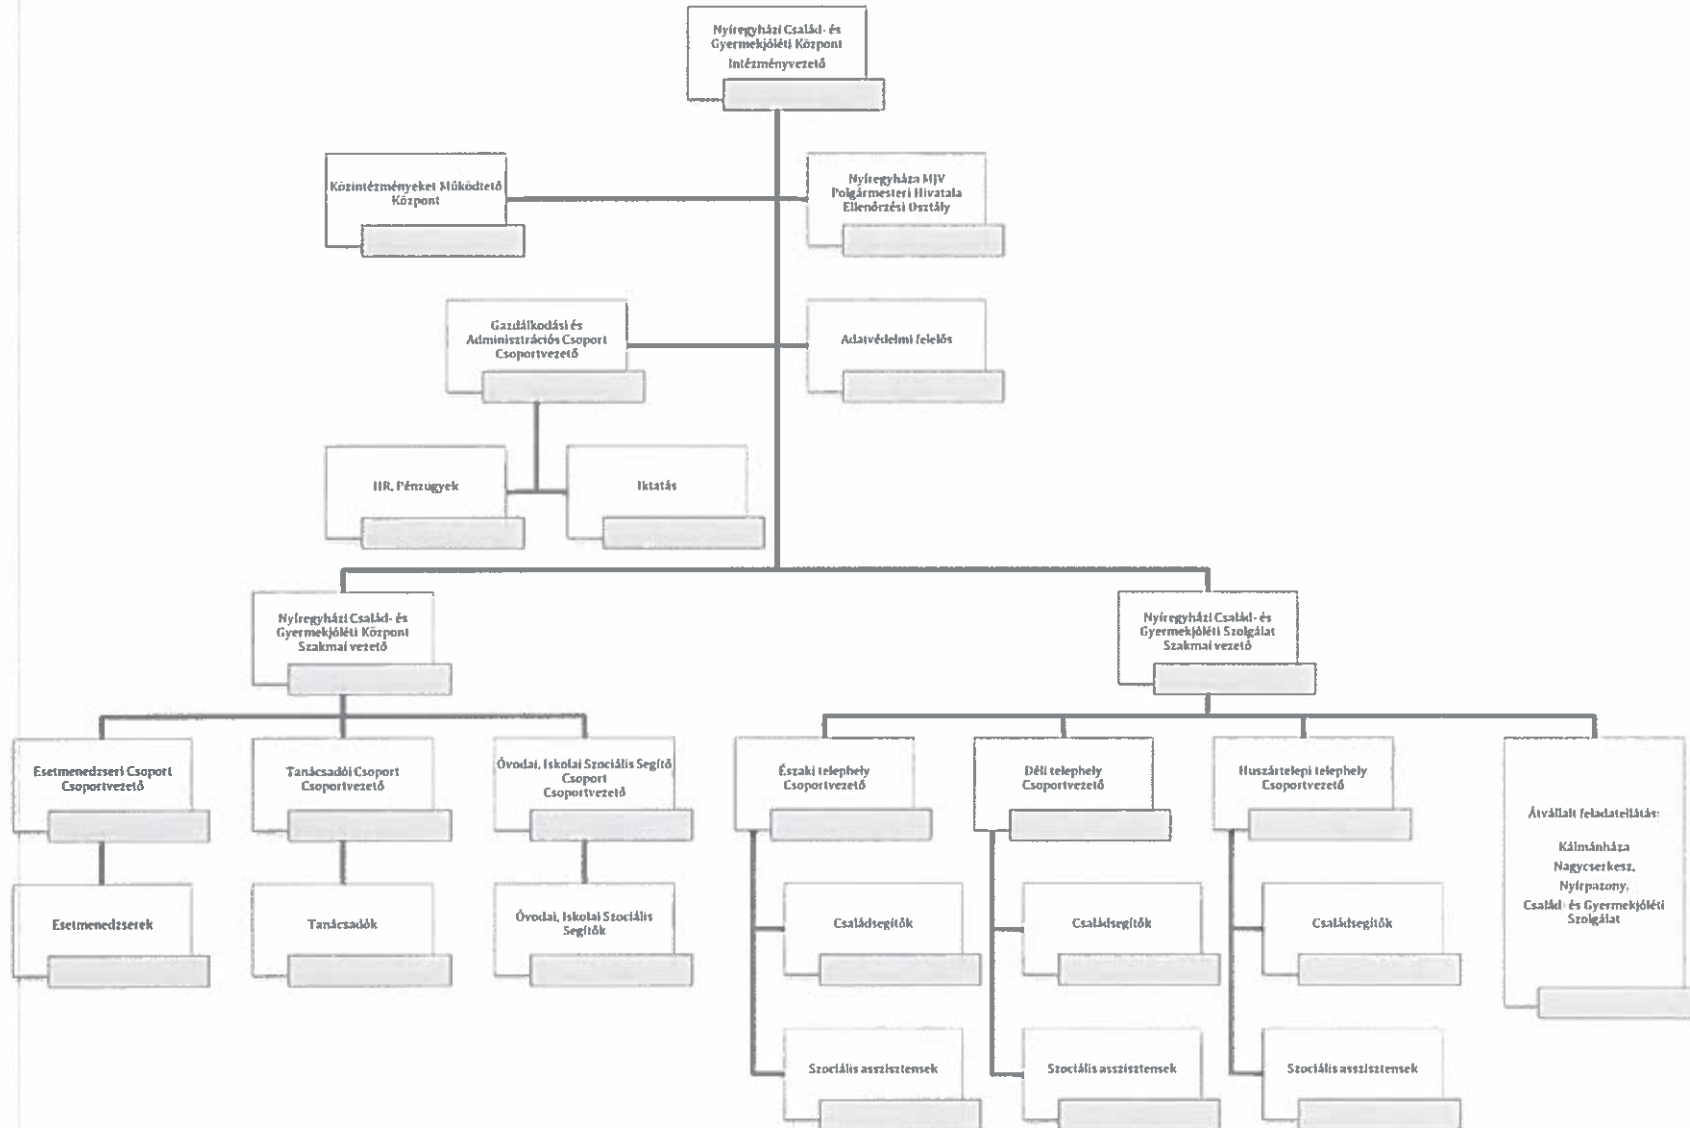 Nyíregyházi Család- és
Gyermekjóléti Központ
Intézményvezető
Közintézményeket Működtető
Központ
Nyíregyháza MJV
Polgármesteri Hivatala
Ellenőrzési Osztály
Gazdálkodási és
Adminisztrációs Csoport
Csoportvezető
Adatvédelmi felelős
IIR, Pénzügyek
Iktatás
Nyíregyházi Család- és
Gyermekjóléti Központ
Szakmai vezető
Nyíregyházi Család- és
Gyermekjóléti Szolgálat
Szakmai vezető
Esetmenedzseri Csoport
Csoportvezető
Tanácsadói Csoport
Csoportvezető
Óvodai, Iskolai Szociális Segítő
Csoport
Csoportvezető
Északi telephely
Csoportvezető
Déli telephely
Csoportvezető
Huszártelepi telephely
Csoportvezető
Átvállalt feladatellátás:
Kálmánháza
Nagycserkesz,
Nyírpazony,
Család- és Gyermekjóléti
Szolgálat
Esetmenedzserek
Tanácsadók
Óvodai, Iskolai Szociális
Segítők
Családsegítők
Családsegítők
Családsegítők
Szociális asszisztensek
Szociális asszisztensek
Szociális asszisztensek